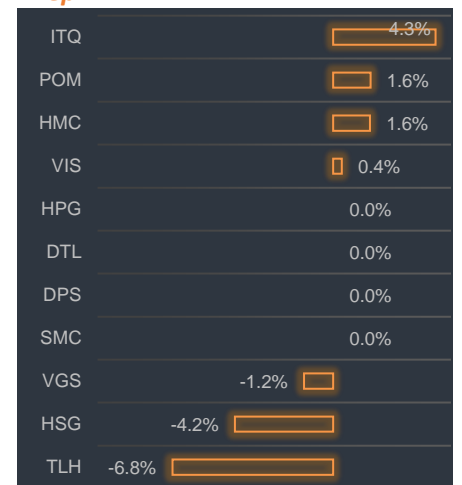 ITQ 4.3%
POM 1.6%
HMC 1.6%
VIS 0.4%
HPG 0.0%
DTL 0.0%
DPS 0.0%
SMC 0.0%
VGS -1.2%
HSG -4.2%
TLH -6.8%